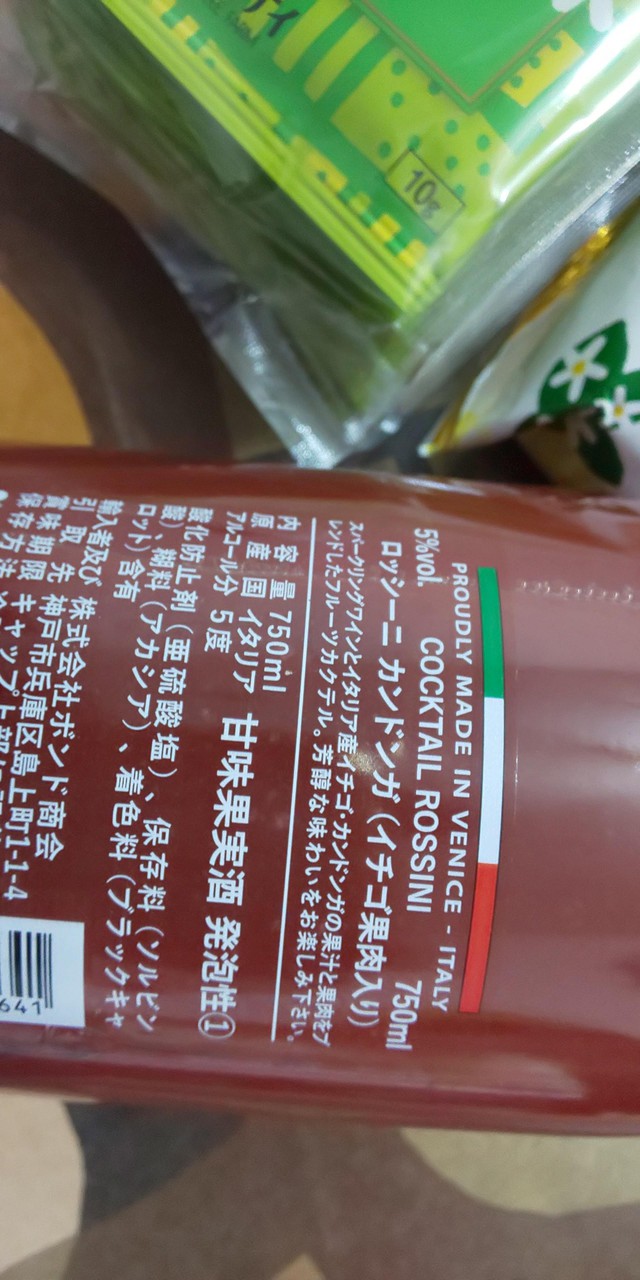 ティ
10g
PROUDLY MADE IN VENICE - ITALY
5%vol. COCKTAIL ROSSINI 750ml
ロッシーニ カンドンガ(イチゴ果肉入り)
スパークリングワインとイタリア産イチゴ・カンドンガの果汁と果肉をブ
レンドしたフルーツカクテル。芳醇な味わいをお楽しみ下さい。
内容量 750ml 甘味果実酒 発泡性①
原産国 イタリア
アルコール分 5度
酸化防止剤(亜硫酸塩)、保存料(ソルビン
酸)、糊料(アカシア)、着色料(ブラックキャ
ロット)含有
輸入者及び 株式会社ボンド商会
引取先 神戸市兵庫区島上町1-1-4
賞味期限 キャップ上部
保存方法
641